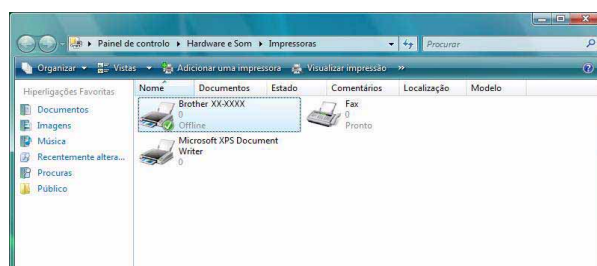 Painel de controlo Hardware e Som Impressoras Procurar
Organizar Vistas Adicionar uma impressora Visualizar impressão »
Hiperligações Favoritas
Documentos
Imagens
Música
Recentemente altera...
Procuras
Público
Nome Documentos Estado Comentários Localização Modelo
Brother XX-XXXX
0
Offline
Fax
0
Pronto
Microsoft XPS Document
Writer
0